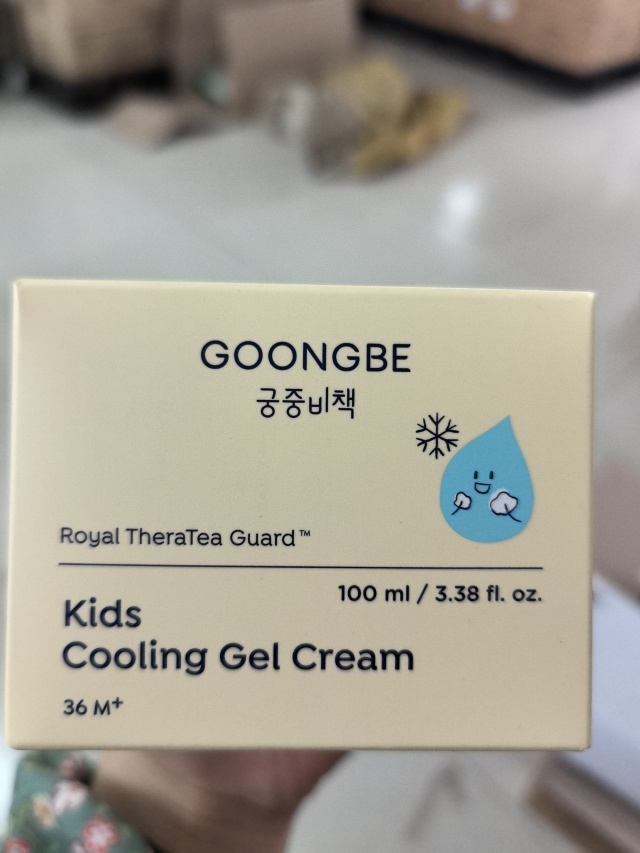 GOONGBE
궁중비책
Royal TheraTea Guard™
100 ml / 3.38 fl. oz.
Kids
Cooling Gel Cream
36 M⁺